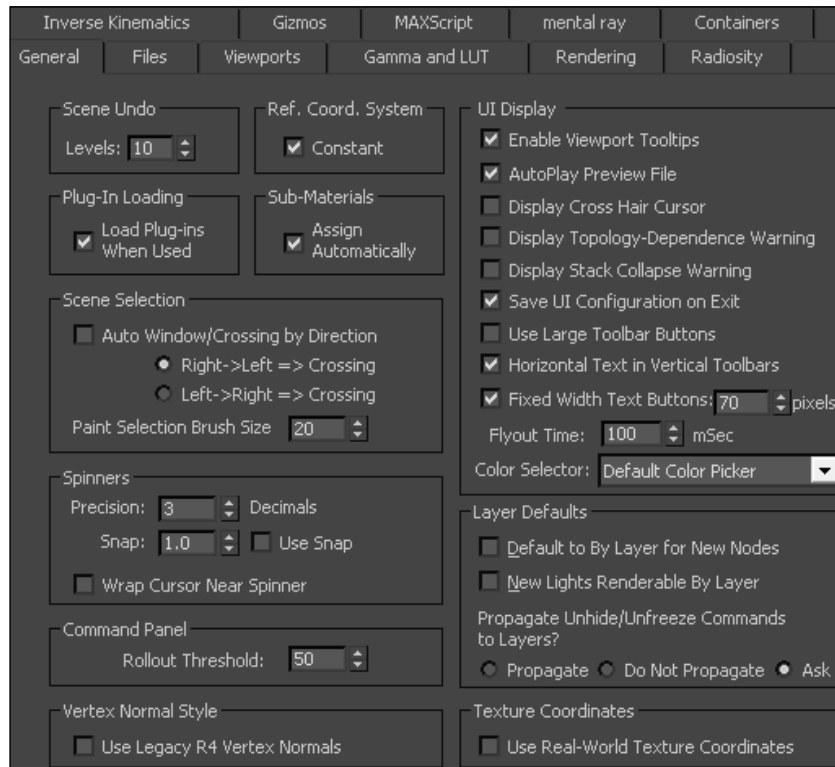 Inverse Kinematics Gizmos MAXScript mental ray Containers
General Files Viewports Gamma and LUT Rendering Radiosity
Scene Undo
Levels: 10
Ref. Coord. System
Constant
Plug-In Loading
Load Plug-ins
When Used
Sub-Materials
Assign
Automatically
Scene Selection
Auto Window/Crossing by Direction
Right->Left => Crossing
Left->Right => Crossing
Paint Selection Brush Size 20
Spinners
Precision: 3 Decimals
Snap: 1.0 Use Snap
Wrap Cursor Near Spinner
Command Panel
Rollout Threshold: 50
Vertex Normal Style
Use Legacy R4 Vertex Normals
UI Display
Enable Viewport Tooltips
AutoPlay Preview File
Display Cross Hair Cursor
Display Topology-Dependence Warning
Display Stack Collapse Warning
Save UI Configuration on Exit
Use Large Toolbar Buttons
Horizontal Text in Vertical Toolbars
Fixed Width Text Buttons: 70 pixels
Flyout Time: 100 mSec
Color Selector: Default Color Picker
Layer Defaults
Default to By Layer for New Nodes
New Lights Renderable By Layer
Propagate Unhide/Unfreeze Commands
to Layers?
Propagate Do Not Propagate Ask
Texture Coordinates
Use Real-World Texture Coordinates